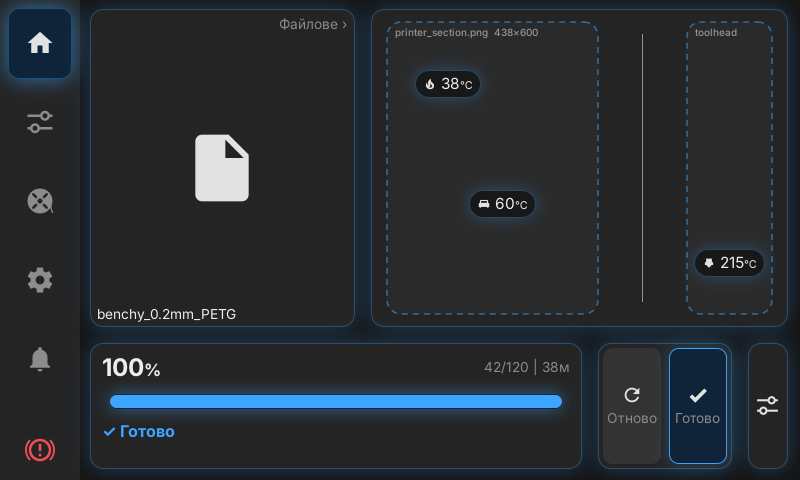 Файлове ›
benchy_0.2mm_PETG
printer_section.png 438×600
38°C
60°C
toolhead
215°C
100%
42/120 | 38м
Готово
Отново
Готово